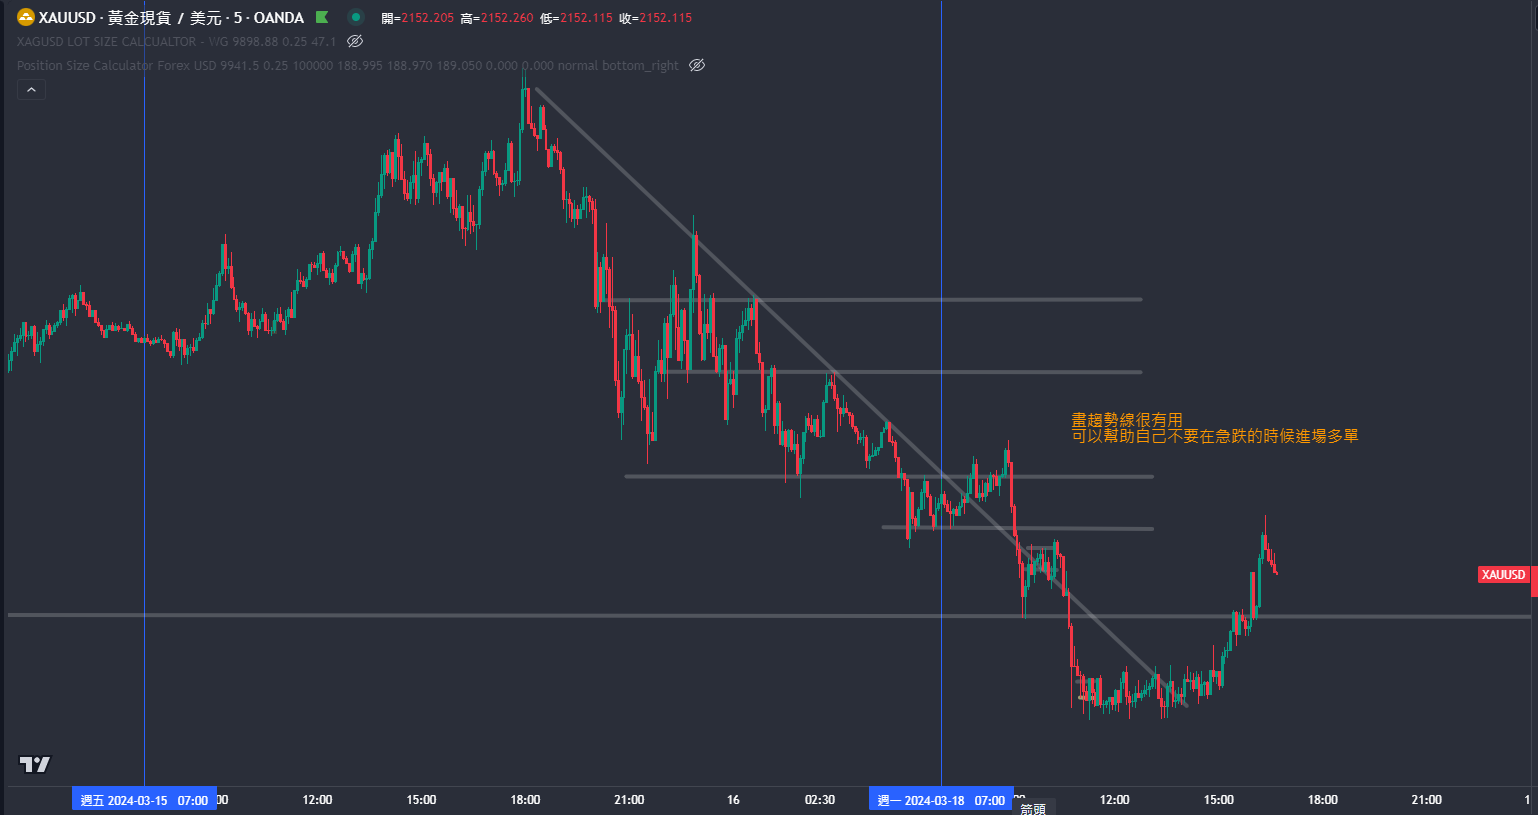 XAUUSD · 黃金現貨 / 美元 · 5 · OANDA 開=2152.205 高=2152.260 低=2152.115 收=2152.115
XAGUSD LOT SIZE CALCUALTOR - WG 9898.88 0.25 47.1
Position Size Calculator Forex USD 9941.5 0.25 100000 188.995 188.970 189.050 0.000 0.000 normal bottom_right
畫趨勢線很有用
可以幫助自己不要在急跌的時候進場多單
XAUUSD
週五 2024-03-15 07:00 12:00 15:00 18:00 21:00 16 02:30 週一 2024-03-18 07:00 12:00 15:00 18:00 21:00
箭頭